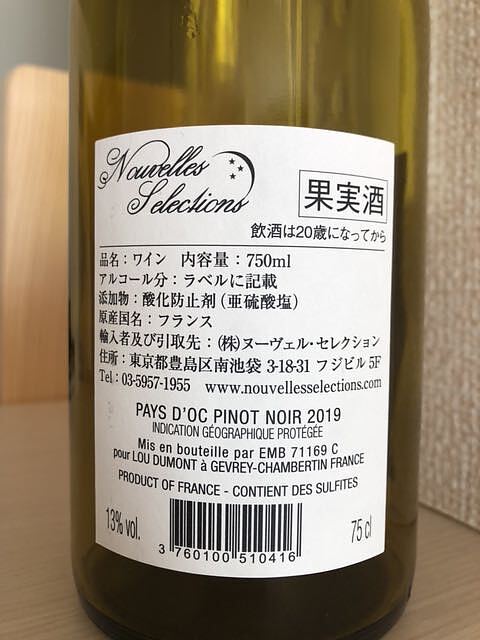 Nouvelles
Selections
果実酒
飲酒は20歳になってから
品名：ワイン　内容量：750ml
アルコール分：ラベルに記載
添加物：酸化防止剤（亜硫酸塩）
原産国名：フランス
輸入者及び引取先：(株)ヌーヴェル・セレクション
住所：東京都豊島区南池袋 3-18-31 フジビル 5F
Tel：03-5957-1955　www.nouvellesselections.com
PAYS D'OC PINOT NOIR 2019
INDICATION GÉOGRAPHIQUE PROTÉGÉE
Mis en bouteille par EMB 71169 C
pour LOU DUMONT à GEVREY-CHAMBERTIN FRANCE
PRODUCT OF FRANCE - CONTIENT DES SULFITES
13% vol.
3 760100 510416
75 cl